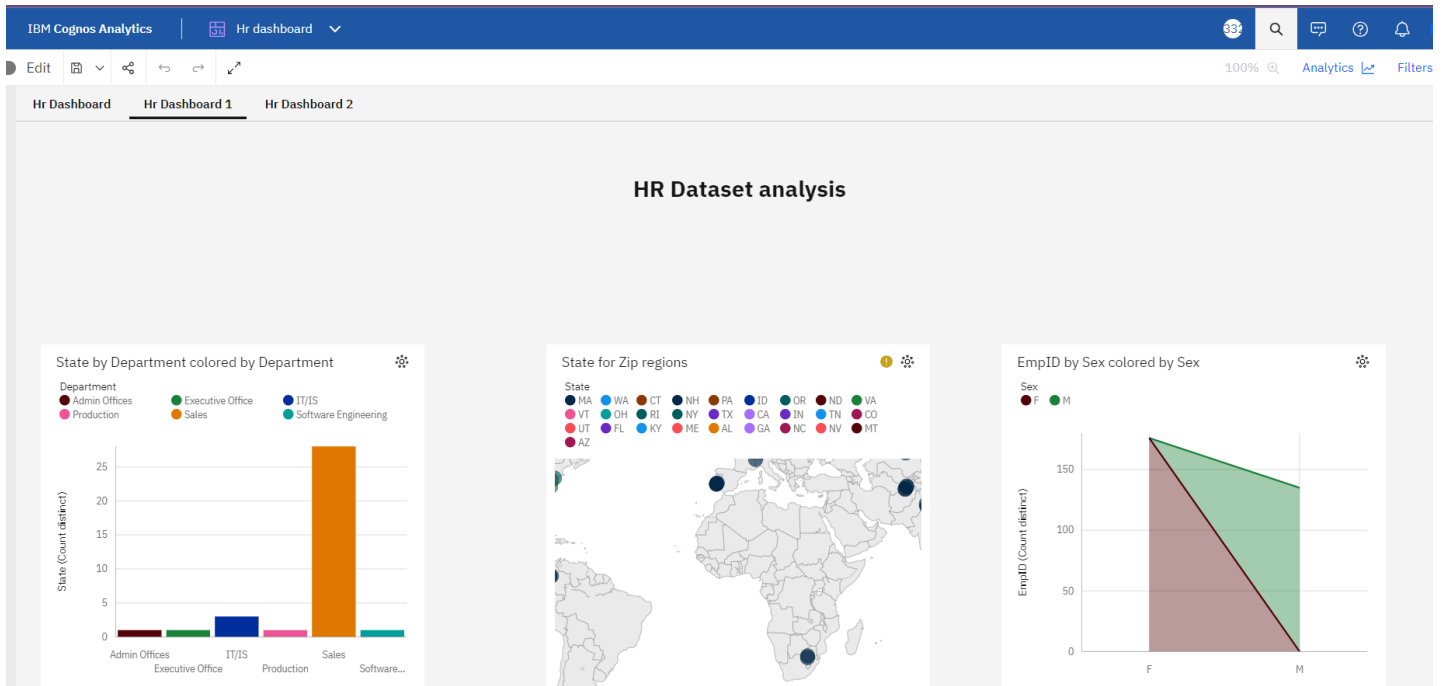 IBM Cognos Analytics Hr dashboard 332
Edit 100% Analytics Filters
Hr Dashboard Hr Dashboard 1 Hr Dashboard 2
HR Dataset analysis
State by Department colored by Department
Department
Admin Offices Executive Office IT/IS
Production Sales Software Engineering
25
20
15
10
5
0
State (Count distinct)
Admin Offices IT/IS Sales
Executive Office Production Software...
State for Zip regions
State
MA WA CT NH PA ID OR ND VA
VT OH RI NY TX CA IN TN CO
UT FL KY ME AL GA NC NV MT
AZ
EmpID by Sex colored by Sex
Sex
F M
150
100
50
0
EmpID (Count distinct)
F M